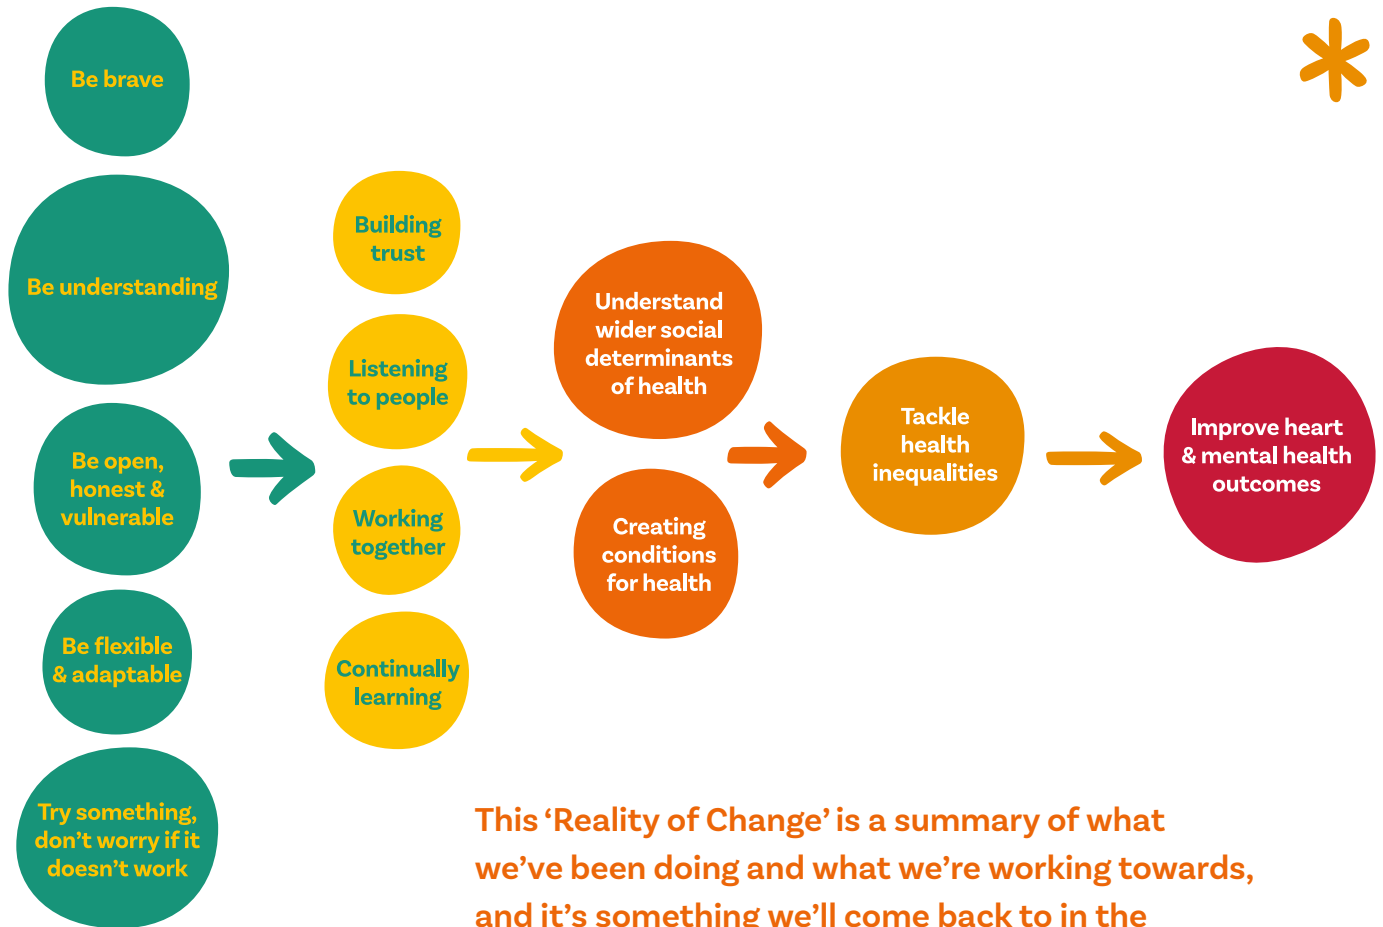 Be brave
Be understanding
Be open,
honest &
vulnerable
Be flexible
& adaptable
Try something,
don’t worry if it
doesn’t work
Building
trust
Listening
to people
Working
together
Continually
learning
Understand
wider social
determinants
of health
Creating
conditions
for health
Tackle
health
inequalities
Improve heart
& mental health
outcomes
This ‘Reality of Change’ is a summary of what
we’ve been doing and what we’re working towards,
and it’s something we’ll come back to in the